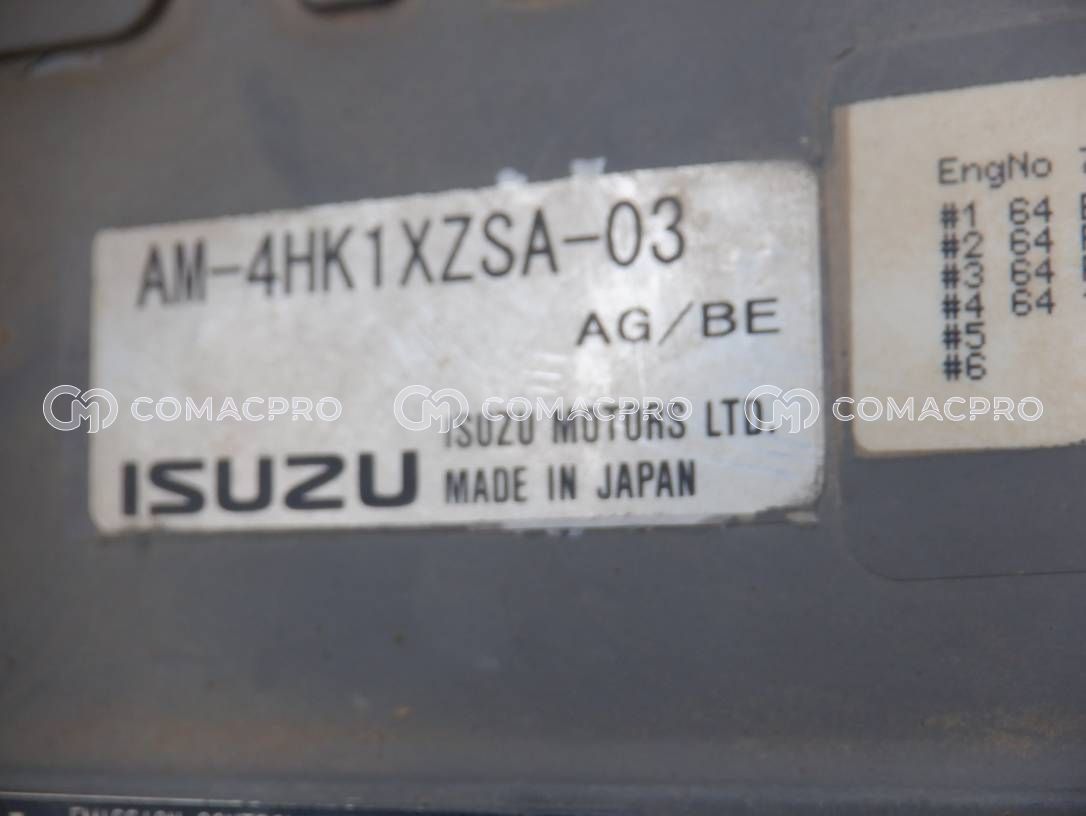 AM-4HK1XZSA-03
AG/BE
ISUZU MOTORS LTD.
ISUZU MADE IN JAPAN
EngNo
#1 64
#2 64
#3 64
#4 64
#5
#6
COMACPRO COMACPRO COMACPRO